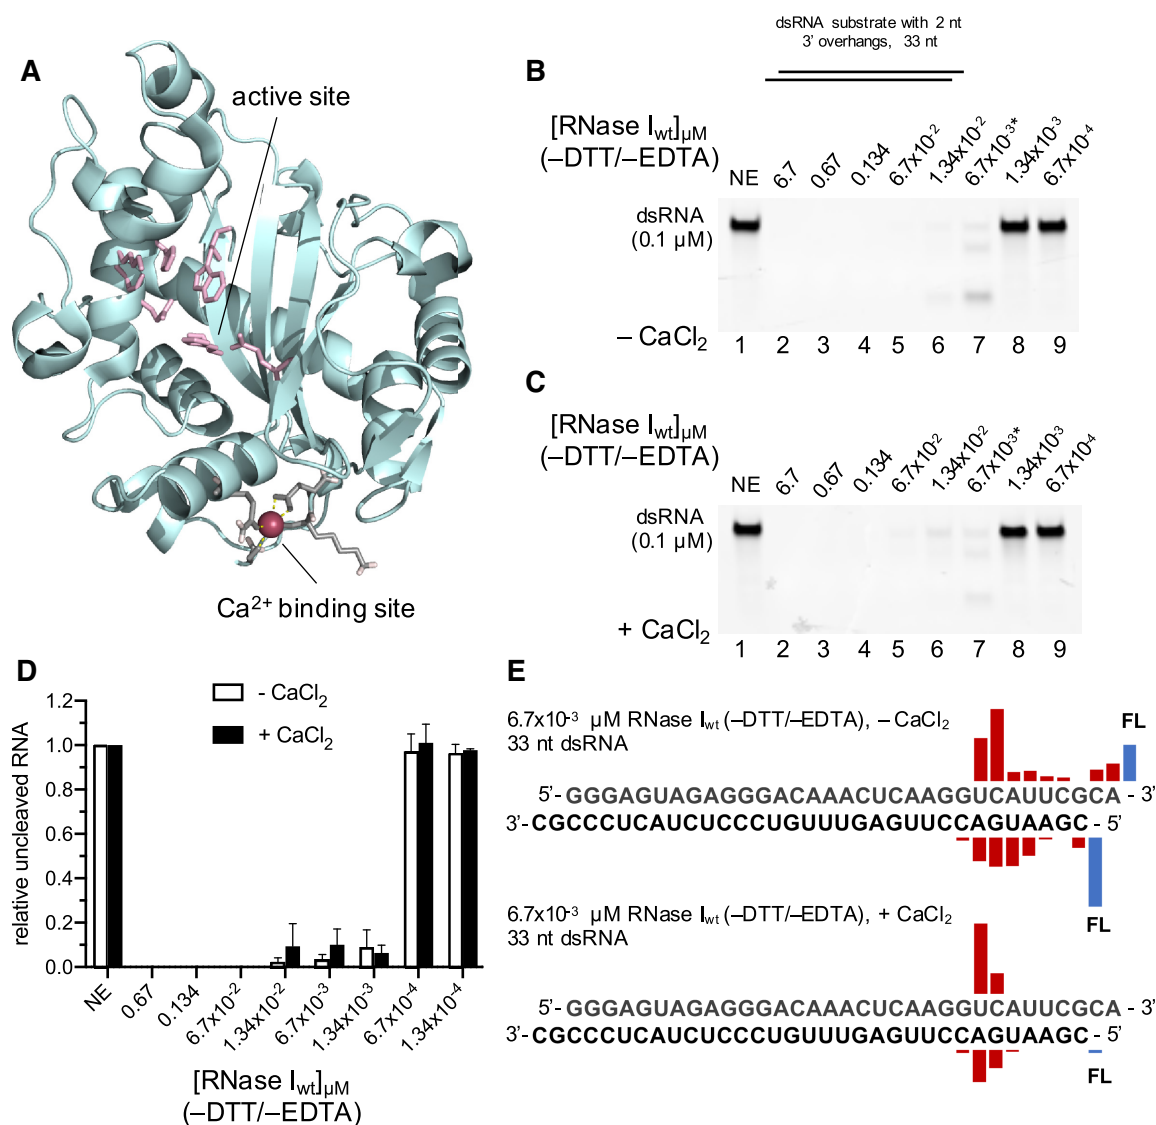 A
active site
Ca²⁺ binding site
B
dsRNA substrate with 2 nt
3' overhangs, 33 nt
[RNase Iwt]µM
(–DTT/–EDTA)
NE 6.7 0.67 0.134 6.7x10⁻² 1.34x10⁻² 6.7x10⁻³* 1.34x10⁻³ 6.7x10⁻⁴
dsRNA
(0.1 µM)
– CaCl₂
1 2 3 4 5 6 7 8 9
C
[RNase Iwt]µM
(–DTT/–EDTA)
NE 6.7 0.67 0.134 6.7x10⁻² 1.34x10⁻² 6.7x10⁻³* 1.34x10⁻³ 6.7x10⁻⁴
dsRNA
(0.1 µM)
+ CaCl₂
1 2 3 4 5 6 7 8 9
D
- CaCl₂
+ CaCl₂
relative uncleaved RNA
1.2
1.0
0.8
0.6
0.4
0.2
0.0
NE 0.67 0.134 6.7x10⁻² 1.34x10⁻² 6.7x10⁻³ 1.34x10⁻³ 6.7x10⁻⁴ 1.34x10⁻⁴
[RNase Iwt]µM
(–DTT/–EDTA)
E
6.7x10⁻³ µM RNase Iwt (–DTT/–EDTA), – CaCl₂
33 nt dsRNA
FL
5'- GGGAGUAGAGGGACAAACUCAAGGUCAUUCGCA - 3'
3'- CGCCCUCAUCUCCCUGUUUGAGUUCCAGUAAGC - 5'
FL
6.7x10⁻³ µM RNase Iwt (–DTT/–EDTA), + CaCl₂
33 nt dsRNA
5'- GGGAGUAGAGGGACAAACUCAAGGUCAUUCGCA - 3'
3'- CGCCCUCAUCUCCCUGUUUGAGUUCCAGUAAGC - 5'
FL